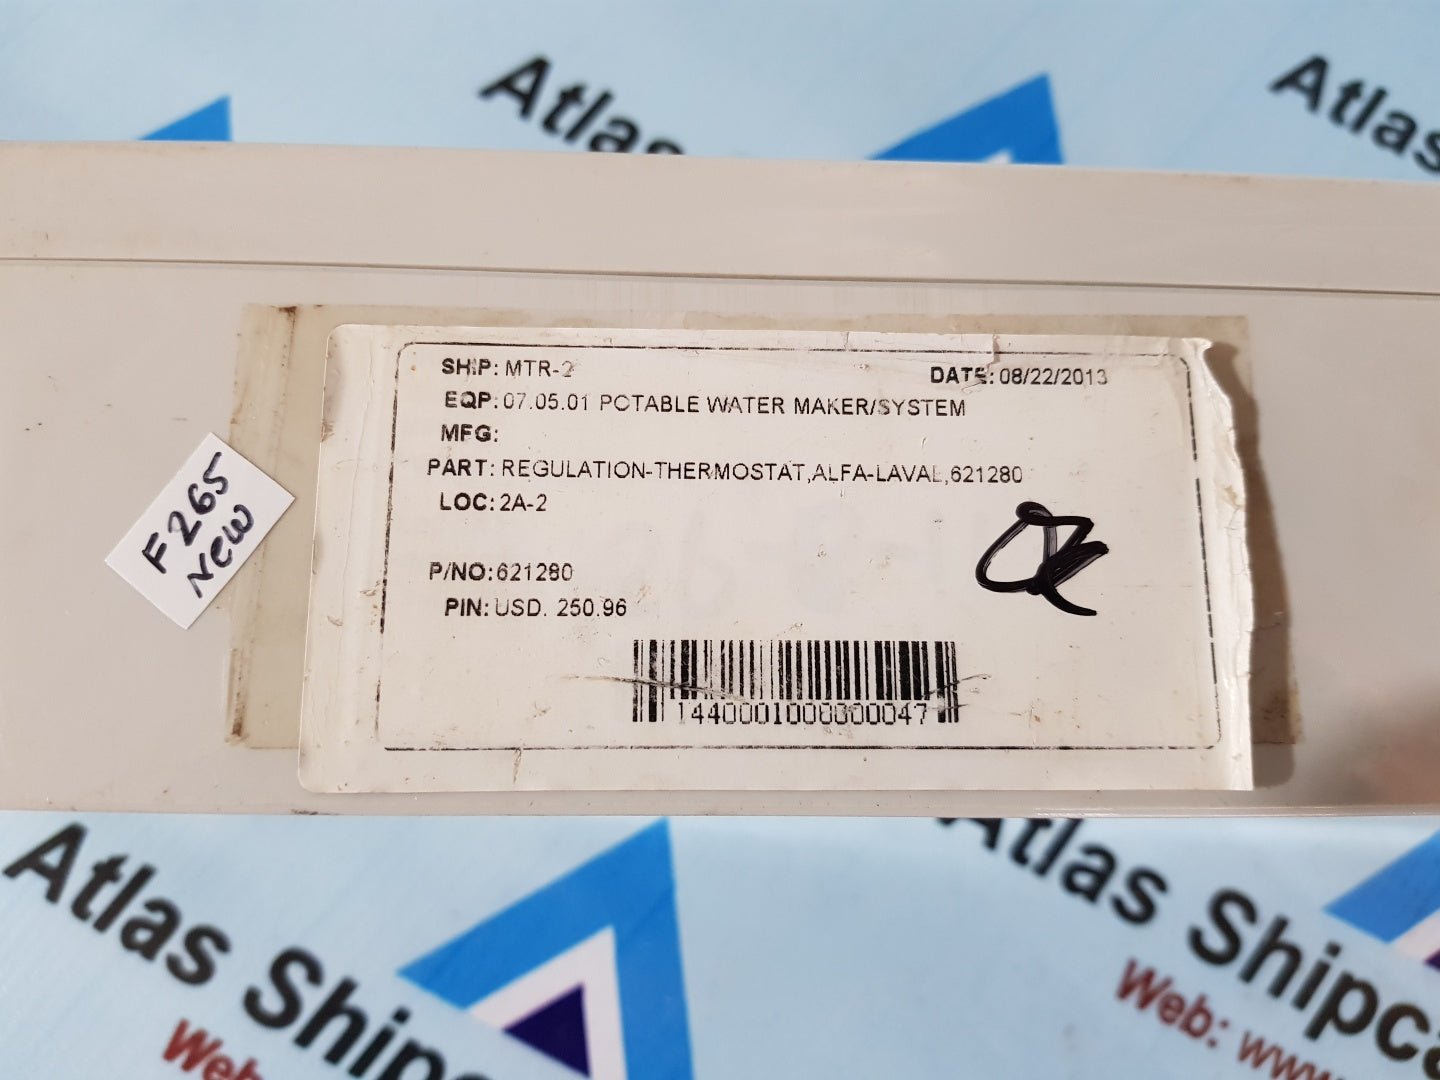 Atlas
Atlas
SHIP: MTR-2
DATE: 08/22/2013
EQP: 07.05.01 POTABLE WATER MAKER/SYSTEM
MFG:
PART: REGULATION-THERMOSTAT,ALFA-LAVAL,621280
LOC: 2A-2
P/NO: 621280
PIN: USD. 250.96
F265
New
Atlas
Atlas Shipca
Web: www